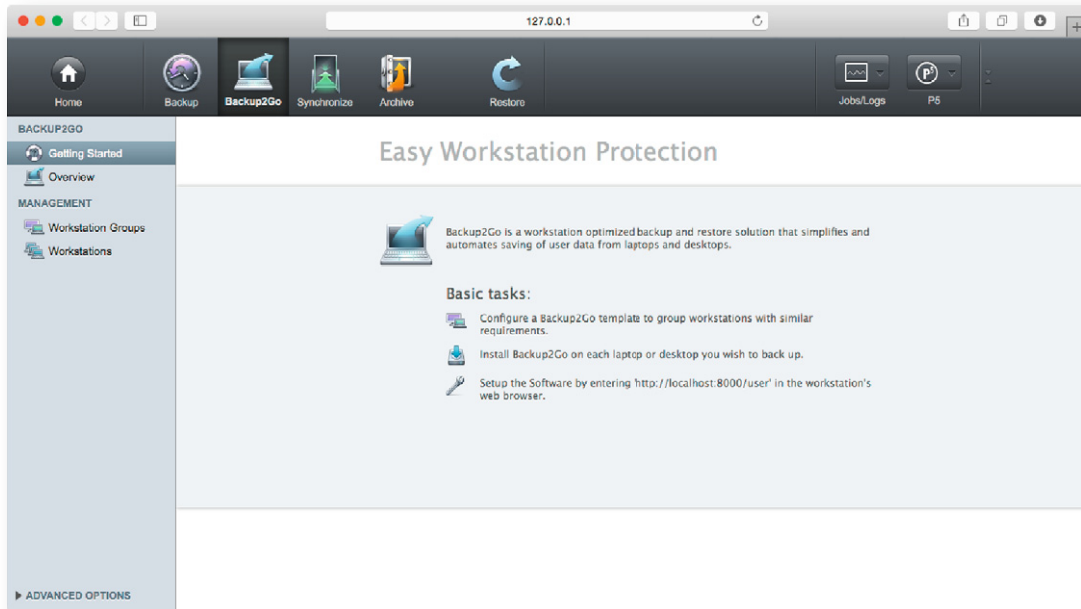 127.0.0.1
Home
Backup
Backup2Go
Synchronize
Archive
Restore
Jobs/Logs
P5
BACKUP2GO
Getting Started
Overview
MANAGEMENT
Workstation Groups
Workstations
Easy Workstation Protection
Backup2Go is a workstation optimized backup and restore solution that simplifies and
automates saving of user data from laptops and desktops.
Basic tasks:
Configure a Backup2Go template to group workstations with similar
requirements.
Install Backup2Go on each laptop or desktop you wish to back up.
Setup the Software by entering 'http://localhost:8000/user' in the workstation's
web browser.
ADVANCED OPTIONS